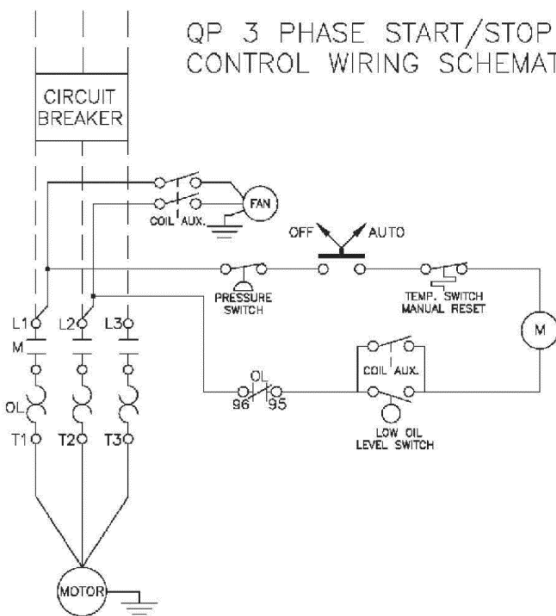 QP 3 PHASE START/STOP
CONTROL WIRING SCHEMAT
CIRCUIT
BREAKER
FAN
COIL AUX.
OFF
AUTO
PRESSURE
SWITCH
TEMP. SWITCH
MANUAL RESET
L1
L2
L3
M
M
COIL AUX.
OL
96
95
OL
LOW OIL
LEVEL SWITCH
T1
T2
T3
MOTOR